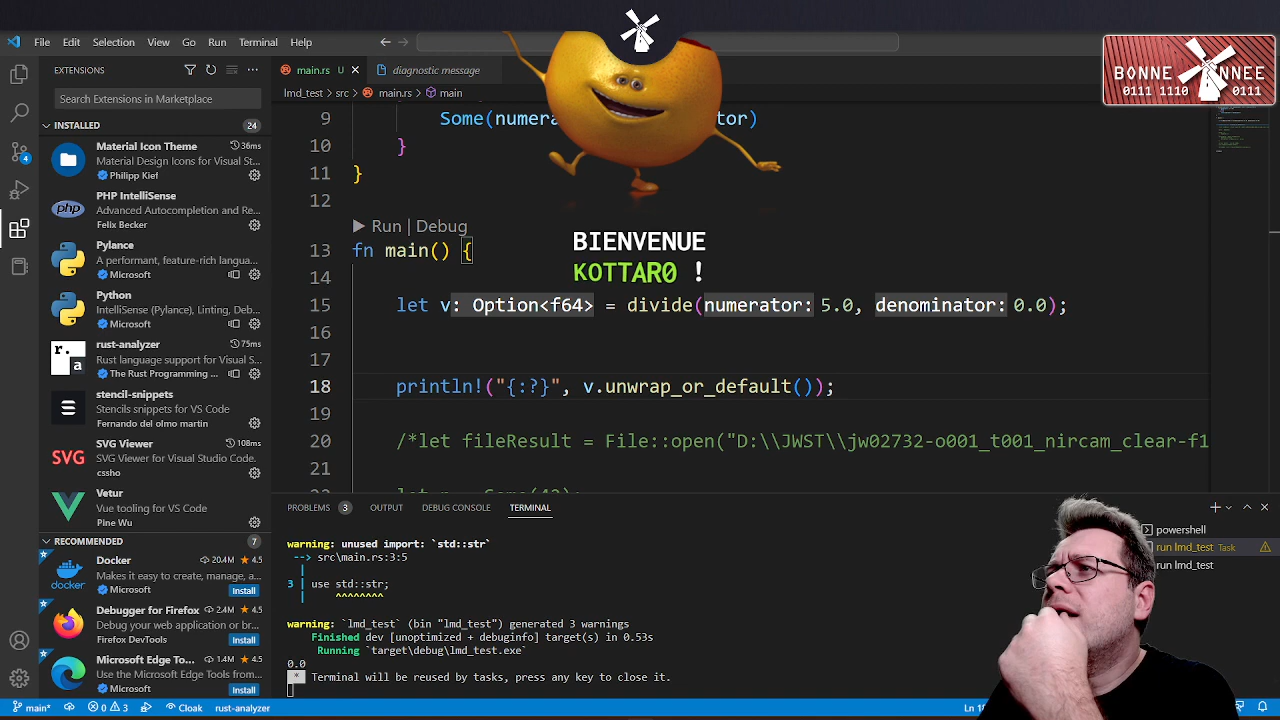 File Edit Selection View Go Run Terminal Help
BONNE NNEE
0111 1110 0111
EXTENSIONS
Search Extensions in Marketplace
INSTALLED 24
Material Icon Theme 36ms
Material Design Icons for Visual St...
Philipp Kief
PHP IntelliSense
Advanced Autocompletion and Re...
Felix Becker
Pylance
A performant, feature-rich langua...
Microsoft
Python
IntelliSense (Pylance), Linting, De...
Microsoft
rust-analyzer 75ms
Rust language support for Visual S...
The Rust Programming ...
stencil-snippets
Stencils snippets for VS Code
Fernando del olmo martin
SVG Viewer 108ms
SVG Viewer for Visual Studio Code.
cssho
Vetur
Vue tooling for VS Code
Pine Wu
RECOMMENDED 7
Docker 20.4M 4.5
Makes it easy to create, manage, a...
Microsoft Install
Debugger for Firefox 2.4M 4.5
Debug your web application or br...
Firefox DevTools Install
Microsoft Edge To... 1.4M 4.5
Use the Microsoft Edge Tools from...
Microsoft Install
main.rs U diagnostic message
lmd_test > src > main.rs > main
9 Some(numera
10 }
11 }
12
Run | Debug
13 fn main() {
14
15 let v: Option<f64> = divide(numerator: 5.0, denominator: 0.0);
16
17
18 println!("{:?}", v.unwrap_or_default());
19
20 /*let fileResult = File::open("D:\\JWST\\jw02732-o001_t001_nircam_clear-f1
21
BIENVENUE
KOTTAR0 !
PROBLEMS 3 OUTPUT DEBUG CONSOLE TERMINAL
warning: unused import: `std::str`
--> src\main.rs:3:5
|
3 | use std::str;
| ^^^^^^^^
warning: `lmd_test` (bin "lmd_test") generated 3 warnings
Finished dev [unoptimized + debuginfo] target(s) in 0.53s
Running `target\debug\lmd_test.exe`
0.0
* Terminal will be reused by tasks, press any key to close it.
powershell
run lmd_test Task
run lmd_test
main* 0 3 Cloak rust-analyzer